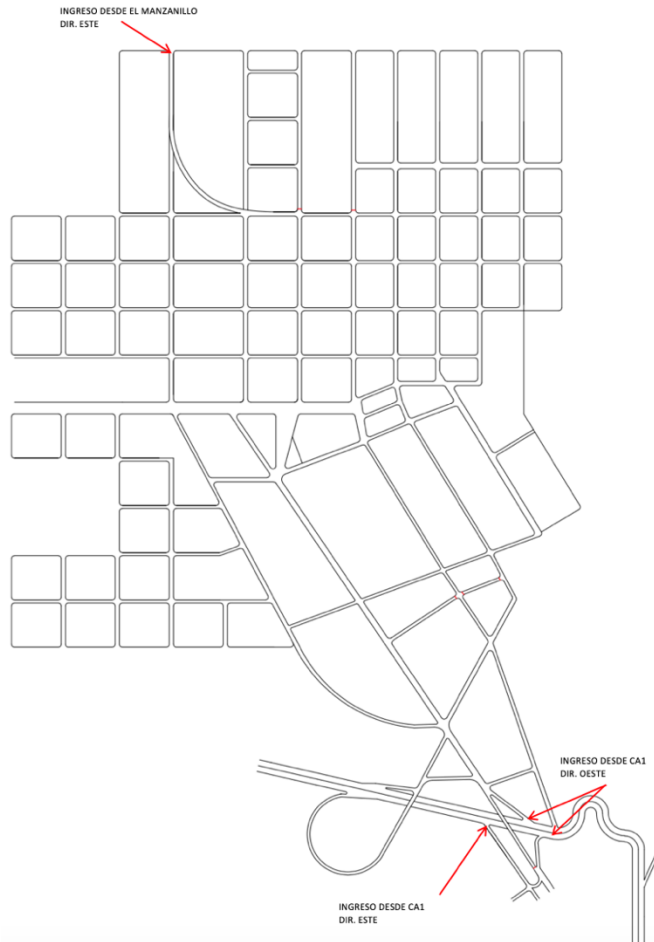 INGRESO DESDE EL MANZANILLO
DIR. ESTE
INGRESO DESDE CA1
DIR. OESTE
INGRESO DESDE CA1
DIR. ESTE